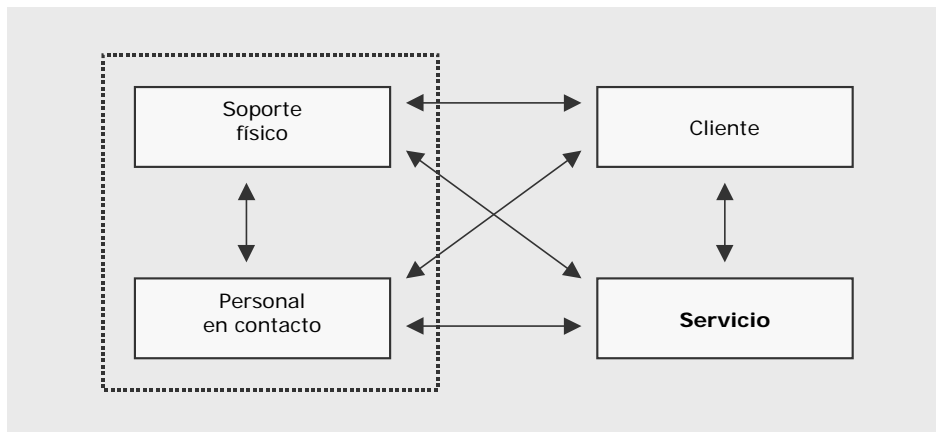 Soporte
físico
Cliente
Personal
en contacto
Servicio